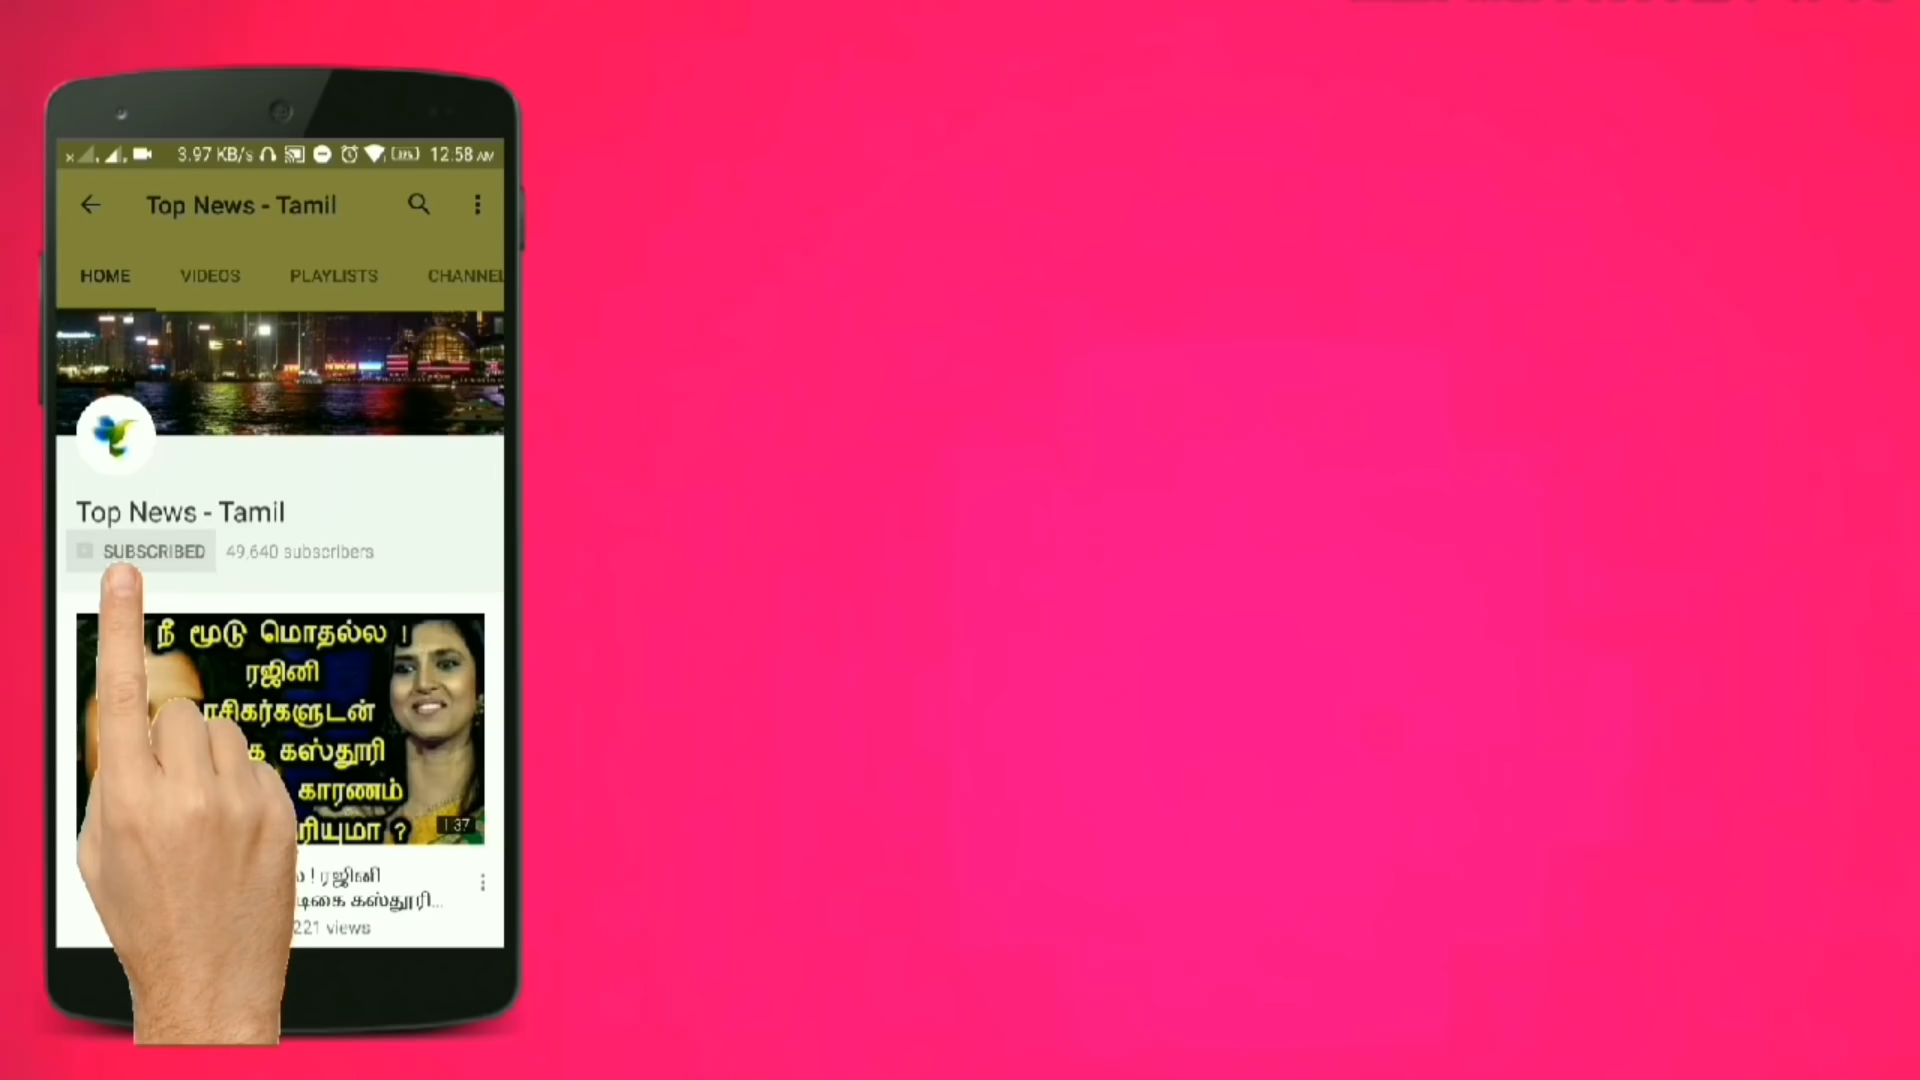 3.97 KB/s 12.58 AM
Top News - Tamil
HOME VIDEOS PLAYLISTS CHANNEL
Top News - Tamil
SUBSCRIBED 49,640 subscribers
நீ மூடு மொதல்ல !
ரஜினி
ரசிகர்களுடன்
கஸ்தூரி
காரணம்
ரியுமா ?
1:37
! ரஜினி
டிகை கஸ்தூரி...
221 views